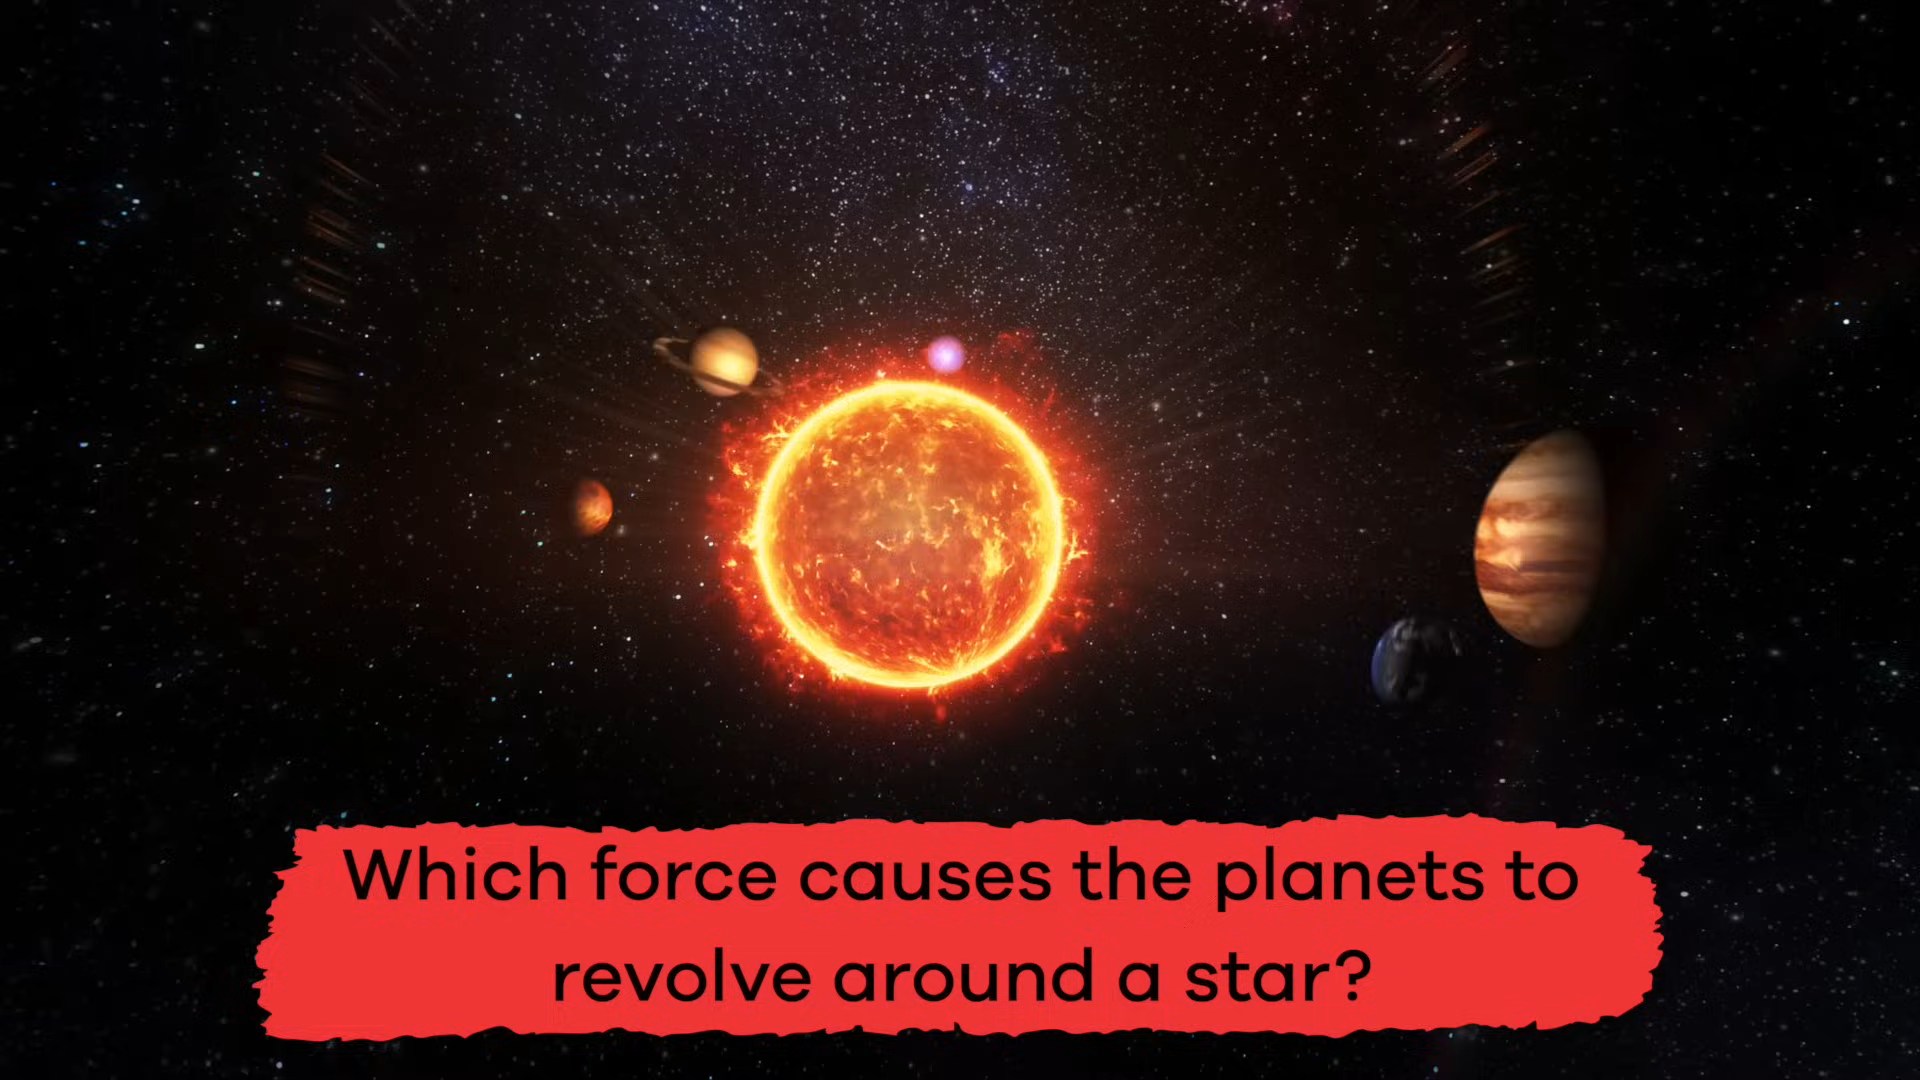 Which force causes the planets to
revolve around a star?